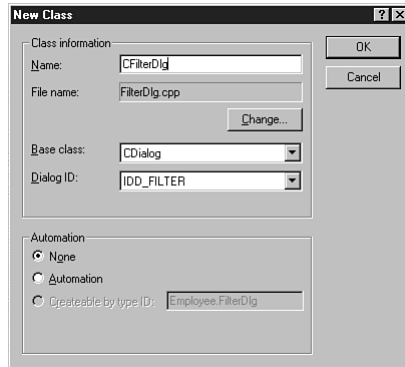 New Class
Class information
Name: CFilterDlg
File name: FilterDlg.cpp
Change...
Base class: CDialog
Dialog ID: IDD_FILTER
OK
Cancel
Automation
None
Automation
Createable by type ID: Employee.FilterDlg